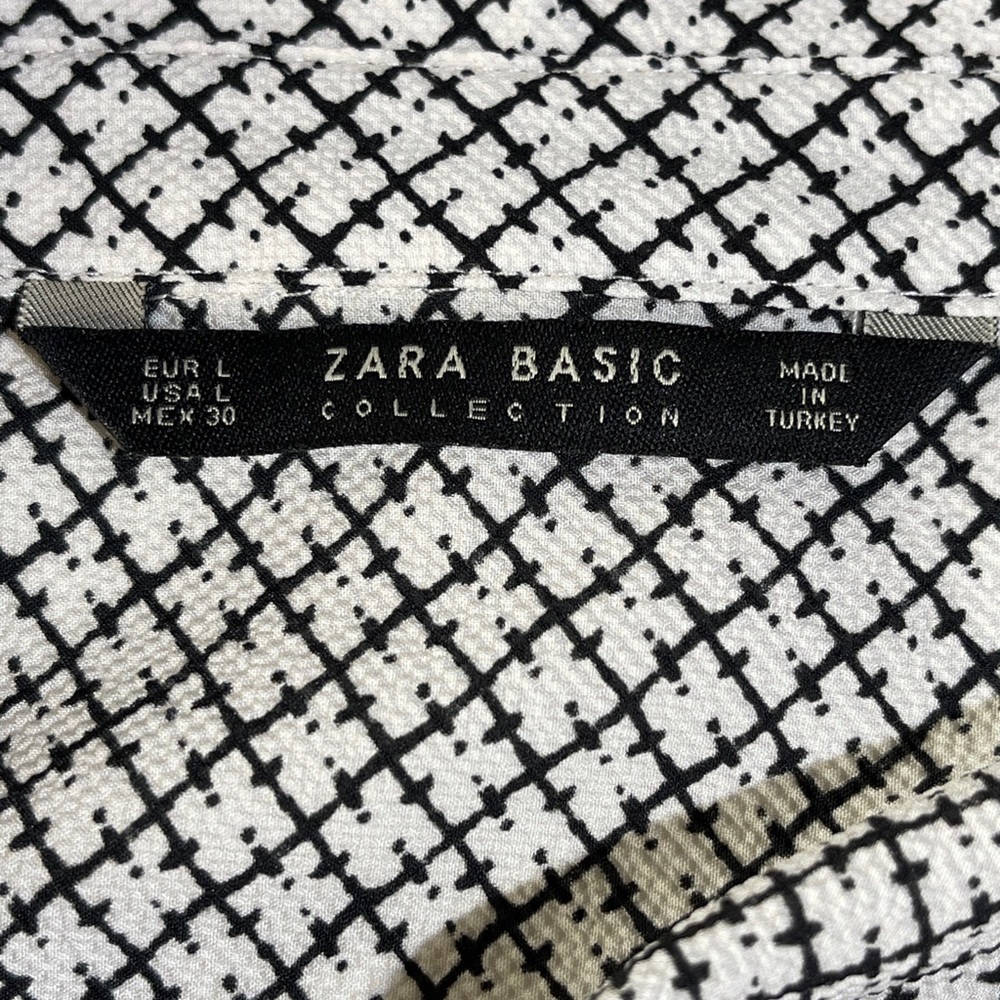 EUR L
USA L
MEX 30
ZARA BASIC
COLLECTION
MADE
IN
TURKEY